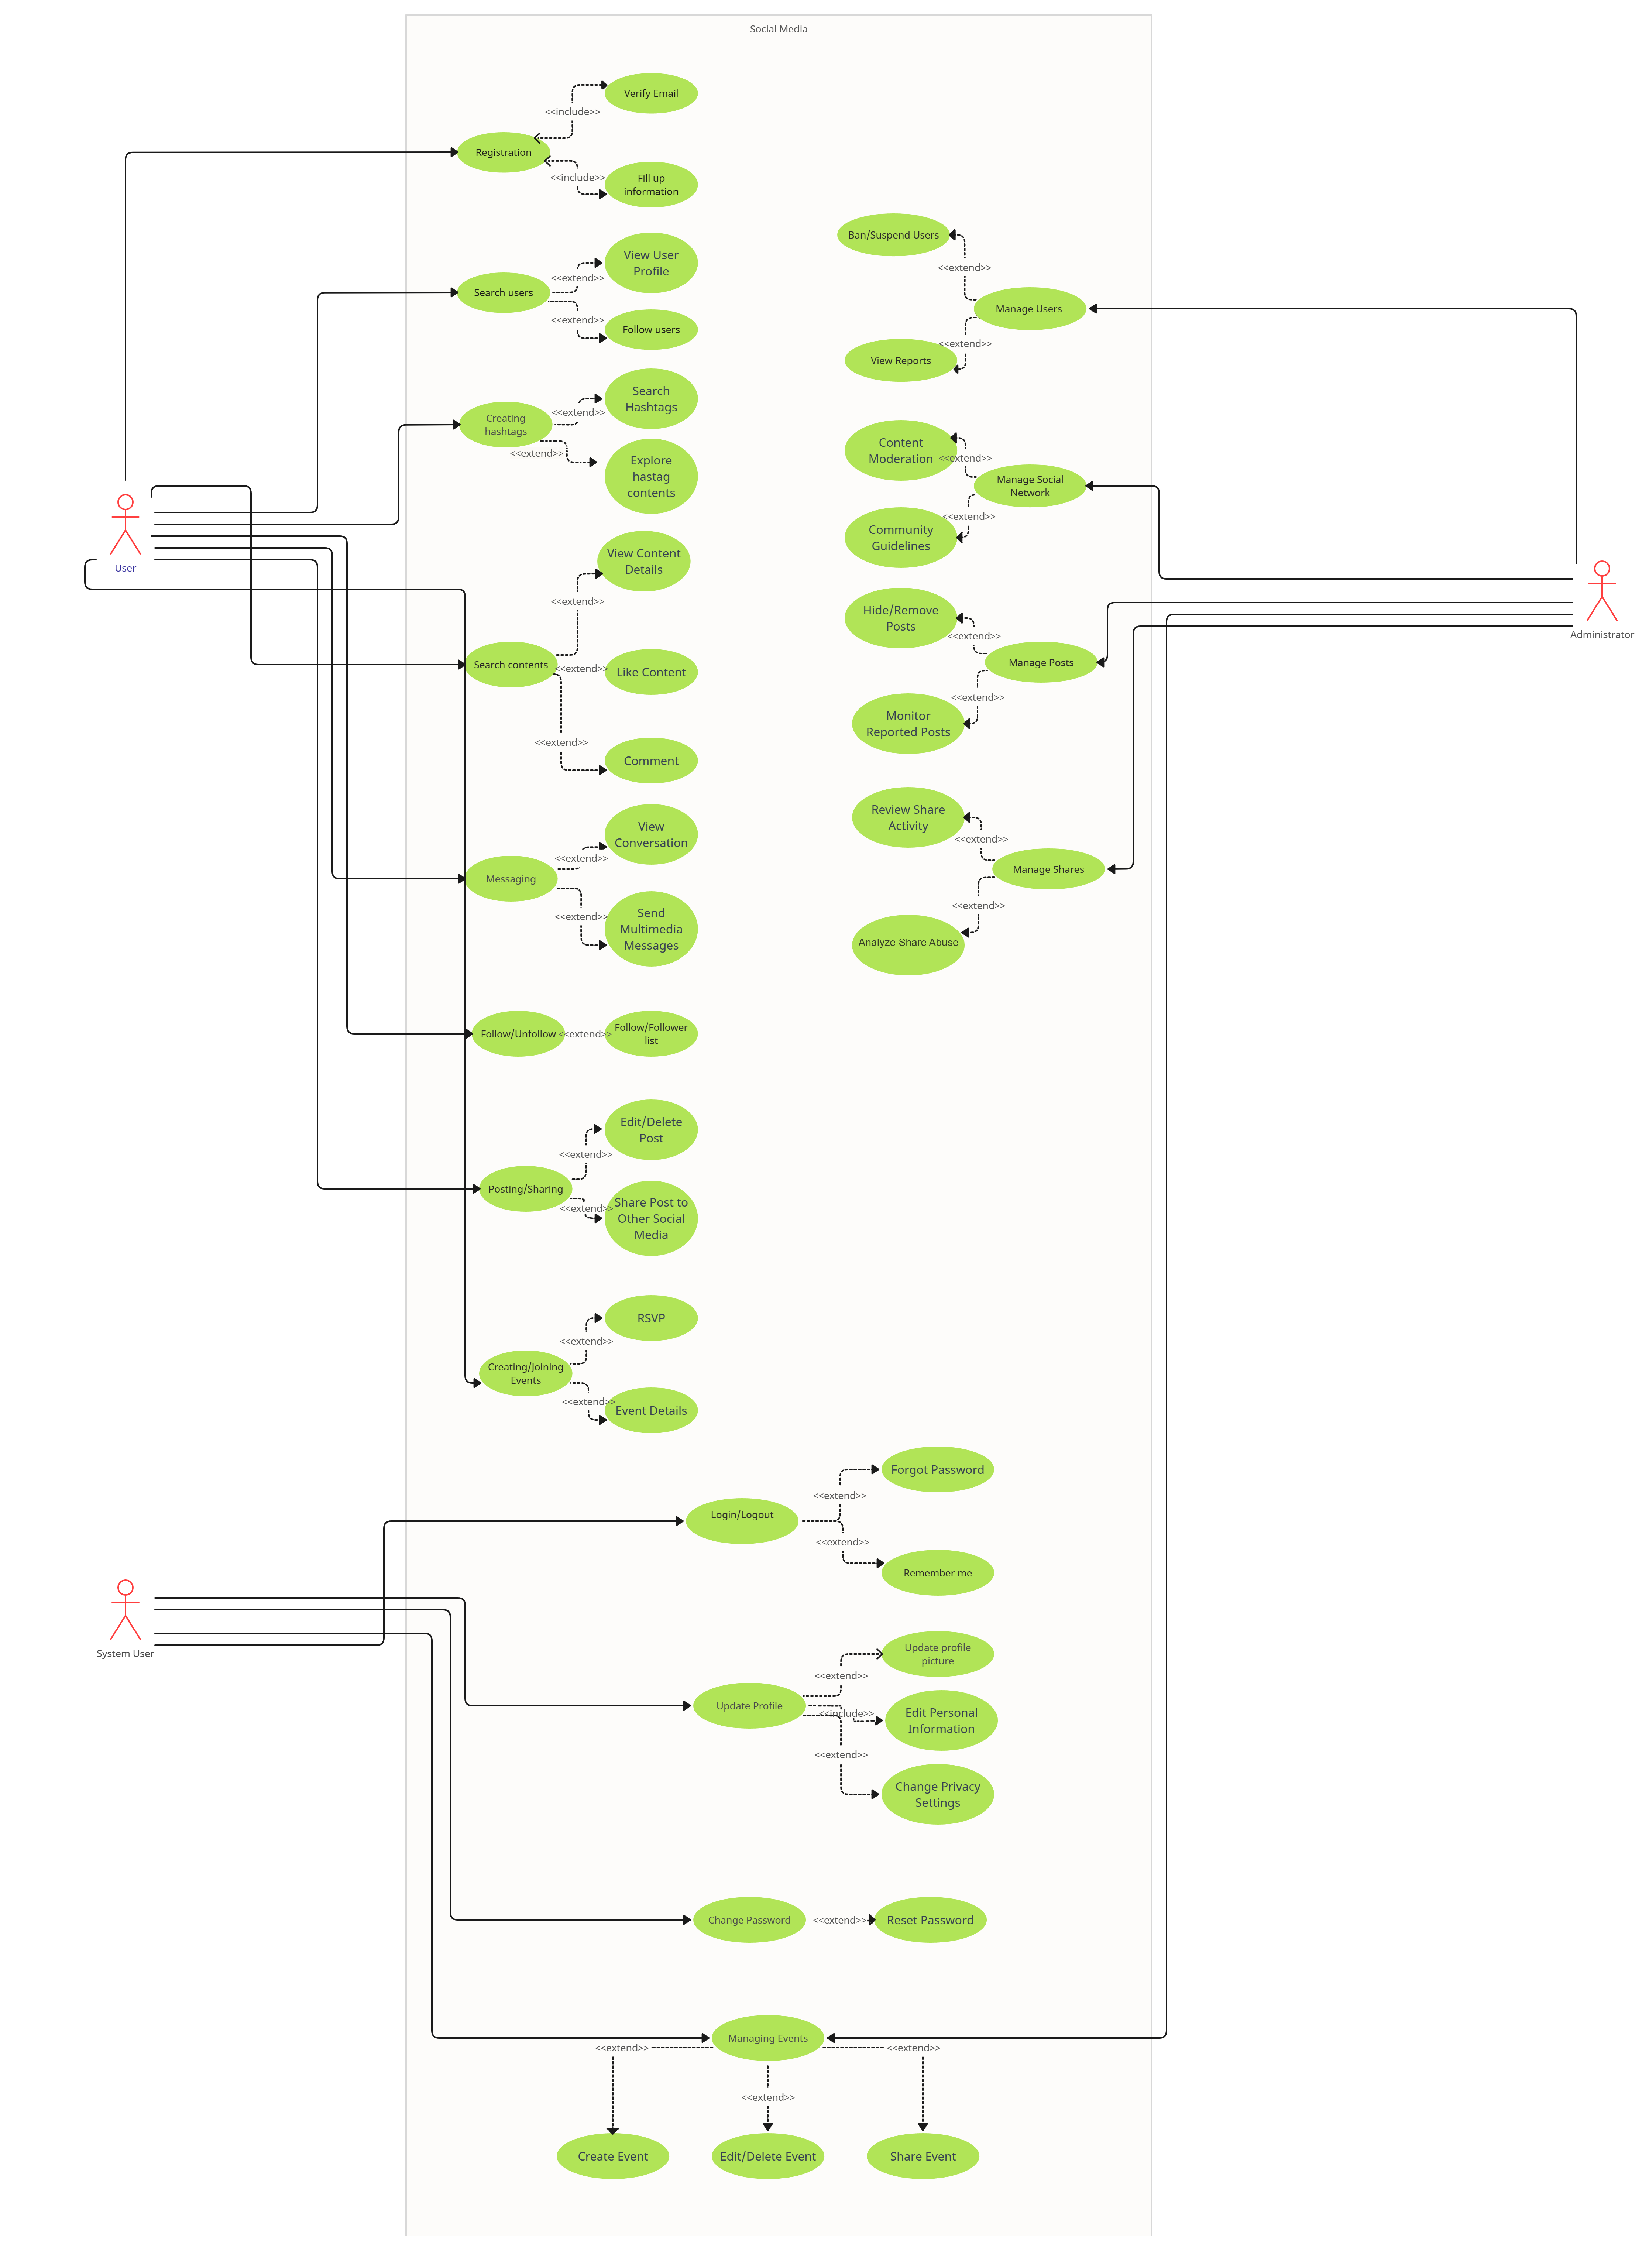 Social Media
Verify Email
<<include>>
Registration
<<include>>
Fill up
information
View User
Profile
<<extend>>
Search users
<<extend>>
Follow users
Search
Hashtags
<<extend>>
Creating
hashtags
<<extend>>
Explore
hastag
contents
User
View Content
Details
<<extend>>
Search contents
<<extend>>
Like Content
<<extend>>
Comment
View
Conversation
<<extend>>
Messaging
<<extend>>
Send
Multimedia
Messages
Follow/Unfollow
<<extend>>
Follow/Follower
list
Edit/Delete
Post
<<extend>>
Posting/Sharing
<<extend>>
Share Post to
Other Social
Media
RSVP
<<extend>>
Creating/Joining
Events
<<extend>>
Event Details
Ban/Suspend Users
<<extend>>
Manage Users
<<extend>>
View Reports
Content
Moderation
<<extend>>
Manage Social
Network
<<extend>>
Community
Guidelines
Administrator
Hide/Remove
Posts
<<extend>>
Manage Posts
<<extend>>
Monitor
Reported Posts
Review Share
Activity
<<extend>>
Manage Shares
<<extend>>
Analyze Share Abuse
Forgot Password
<<extend>>
Login/Logout
<<extend>>
Remember me
System User
Update profile
picture
<<extend>>
Update Profile
<<include>>
Edit Personal
Information
<<extend>>
Change Privacy
Settings
Change Password
<<extend>>
Reset Password
Managing Events
<<extend>>
<<extend>>
<<extend>>
Create Event
Edit/Delete Event
Share Event